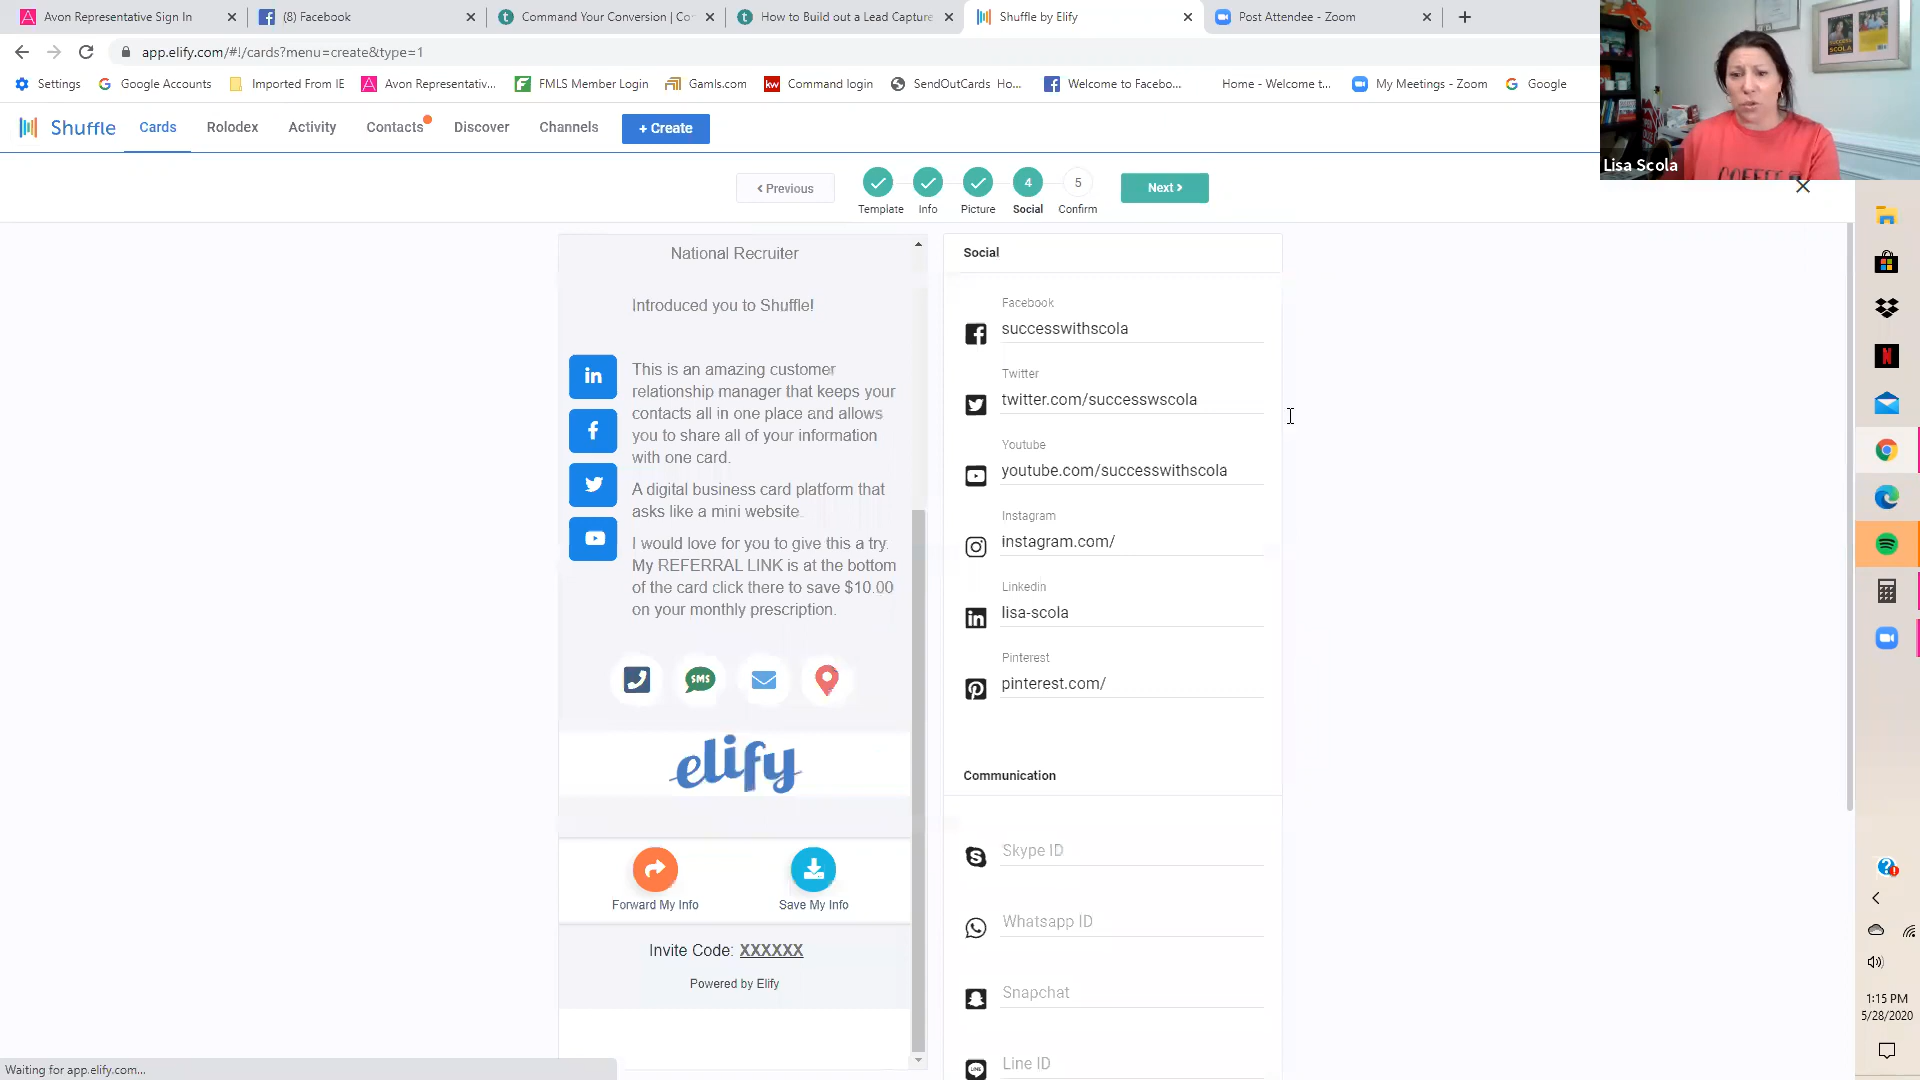 Avon Representative Sign In
(8) Facebook
Command Your Conversion | Co
How to Build out a Lead Capture
Shuffle by Elify
Post Attendee - Zoom
app.elify.com/#!/cards?menu=create&type=1
Settings
Google Accounts
Imported From IE
Avon Representativ...
FMLS Member Login
Gamls.com
kw Command login
SendOutCards Ho...
Welcome to Facebo...
Home - Welcome t...
My Meetings - Zoom
Google
SUCCESS
SCOLA
Lisa Scola
Shuffle
Cards
Rolodex
Activity
Contacts
Discover
Channels
+ Create
Previous
4
5
Template
Info
Picture
Social
Confirm
Next
National Recruiter
Introduced you to Shuffle!
This is an amazing customer
relationship manager that keeps your
contacts all in one place and allows
you to share all of your information
with one card.
A digital business card platform that
asks like a mini website.
I would love for you to give this a try.
My REFERRAL LINK is at the bottom
of the card click there to save $10.00
on your monthly prescription.
SMS
elify
Forward My Info
Save My Info
Invite Code: XXXXXX
Powered by Elify
Social
Facebook
successwithscola
Twitter
twitter.com/successwscola
Youtube
youtube.com/successwithscola
Instagram
instagram.com/
Linkedin
lisa-scola
Pinterest
pinterest.com/
Communication
Skype ID
Whatsapp ID
Snapchat
Line ID
Waiting for app.elify.com...
1:15 PM
5/28/2020